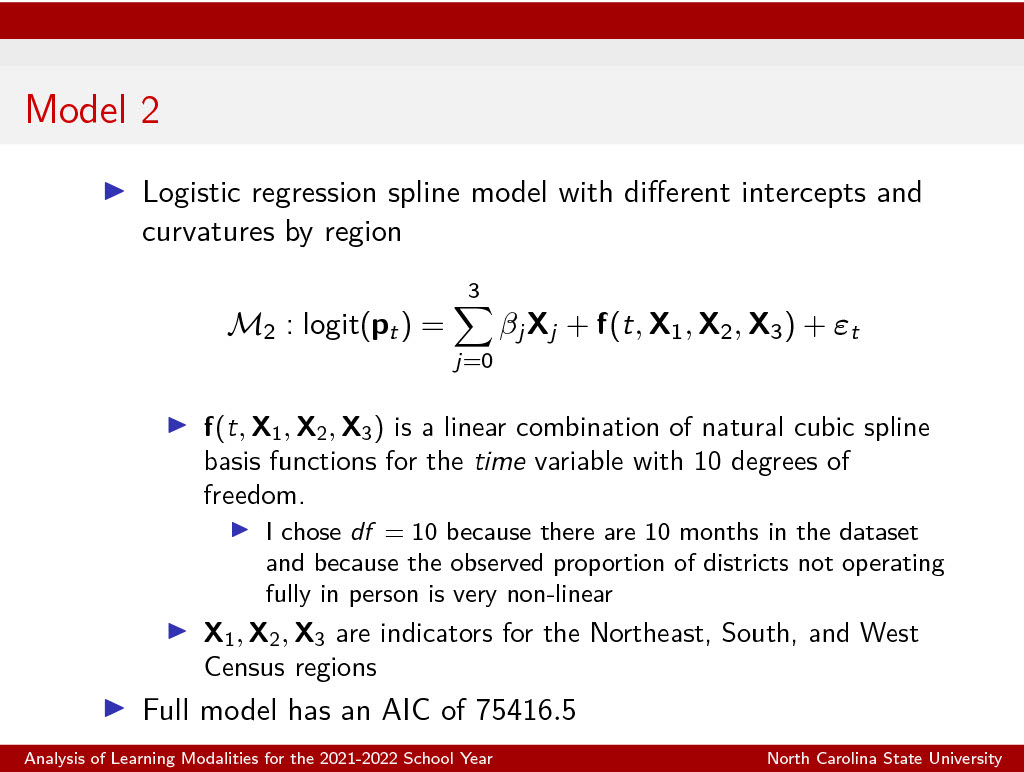 Model 2
Logistic regression spline model with different intercepts and
curvatures by region
3
ℳ₂ : logit(𝐩ₜ) = ∑ βⱼ𝐗ⱼ + 𝐟(t, 𝐗₁, 𝐗₂, 𝐗₃) + εₜ
j=0
𝐟(t, 𝐗₁, 𝐗₂, 𝐗₃) is a linear combination of natural cubic spline
basis functions for the time variable with 10 degrees of
freedom.
I chose df = 10 because there are 10 months in the dataset
and because the observed proportion of districts not operating
fully in person is very non-linear
𝐗₁, 𝐗₂, 𝐗₃ are indicators for the Northeast, South, and West
Census regions
Full model has an AIC of 75416.5
Analysis of Learning Modalities for the 2021-2022 School Year
North Carolina State University